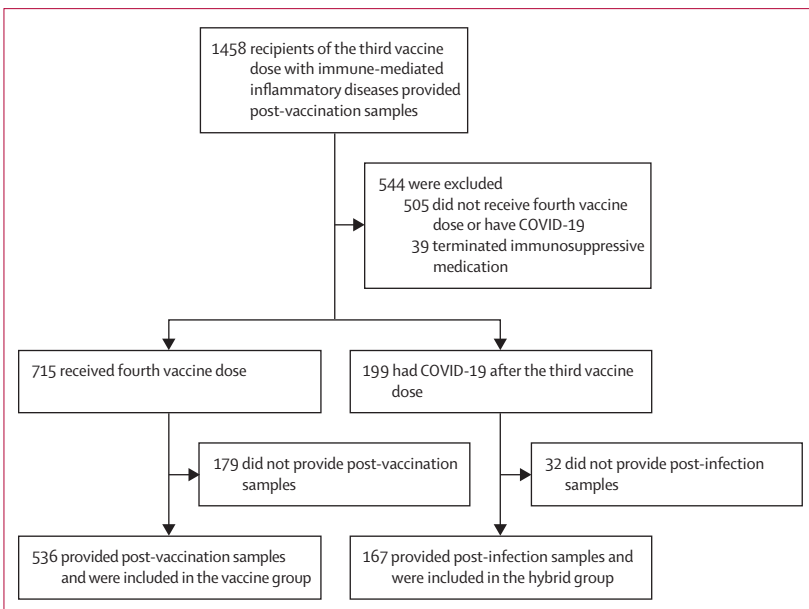 1458 recipients of the third vaccine
dose with immune-mediated
inflammatory diseases provided
post-vaccination samples
544 were excluded
505 did not receive fourth vaccine
dose or have COVID-19
39 terminated immunosuppressive
medication
715 received fourth vaccine dose
199 had COVID-19 after the third vaccine
dose
179 did not provide post-vaccination
samples
32 did not provide post-infection
samples
536 provided post-vaccination samples
and were included in the vaccine group
167 provided post-infection samples and
were included in the hybrid group